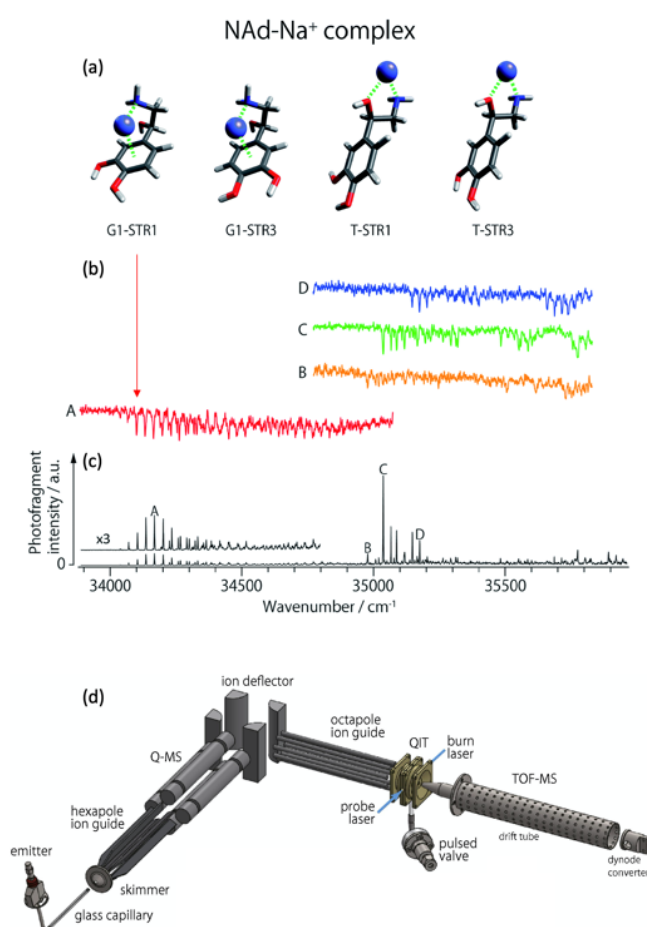 NAd-Na⁺ complex
(a)
G1-STR1 G1-STR3 T-STR1 T-STR3
(b)
D
C
B
A
(c)
Photofragment
intensity / a.u.
x3
0
A
B
C
D
34000 34500 35000 35500
Wavenumber / cm⁻¹
(d)
ion deflector
octapole
ion guide
QIT
burn
laser
Q-MS
TOF-MS
hexapole
ion guide
probe
laser
drift tube
emitter
pulsed
valve
dynode
converter
skimmer
glass capillary